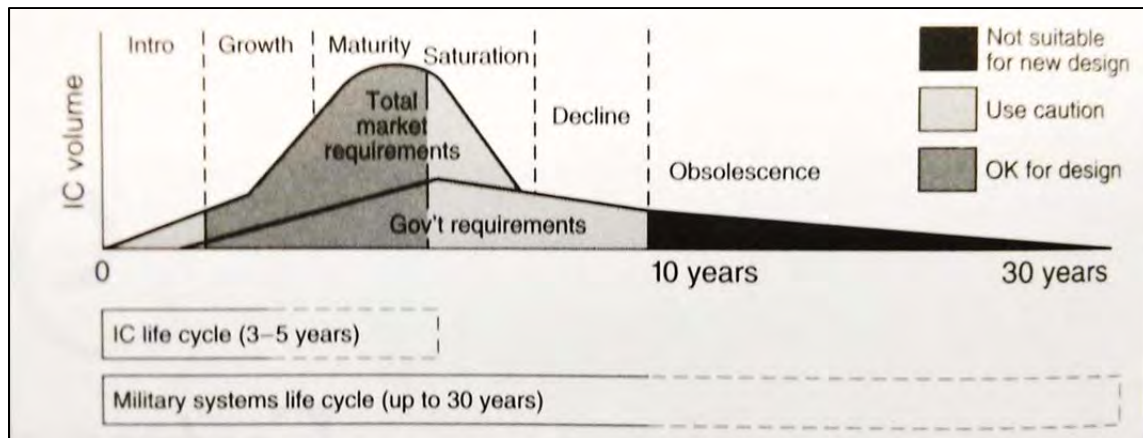 Intro
Growth
Maturity
Saturation
Decline
Obsolescence
IC volume
Total
market
requirements
Gov't requirements
Not suitable
for new design
Use caution
OK for design
0
10 years
30 years
IC life cycle (3–5 years)
Military systems life cycle (up to 30 years)